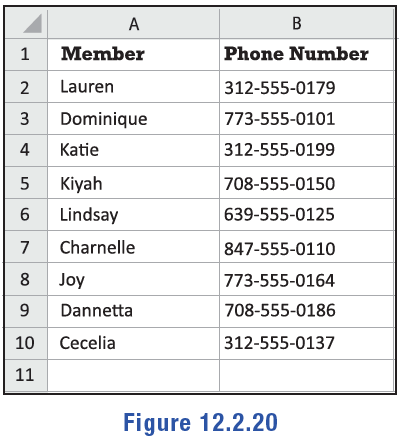 A B
1 Member Phone Number
2 Lauren 312-555-0179
3 Dominique 773-555-0101
4 Katie 312-555-0199
5 Kiyah 708-555-0150
6 Lindsay 639-555-0125
7 Charnelle 847-555-0110
8 Joy 773-555-0164
9 Dannetta 708-555-0186
10 Cecelia 312-555-0137
11
Figure 12.2.20